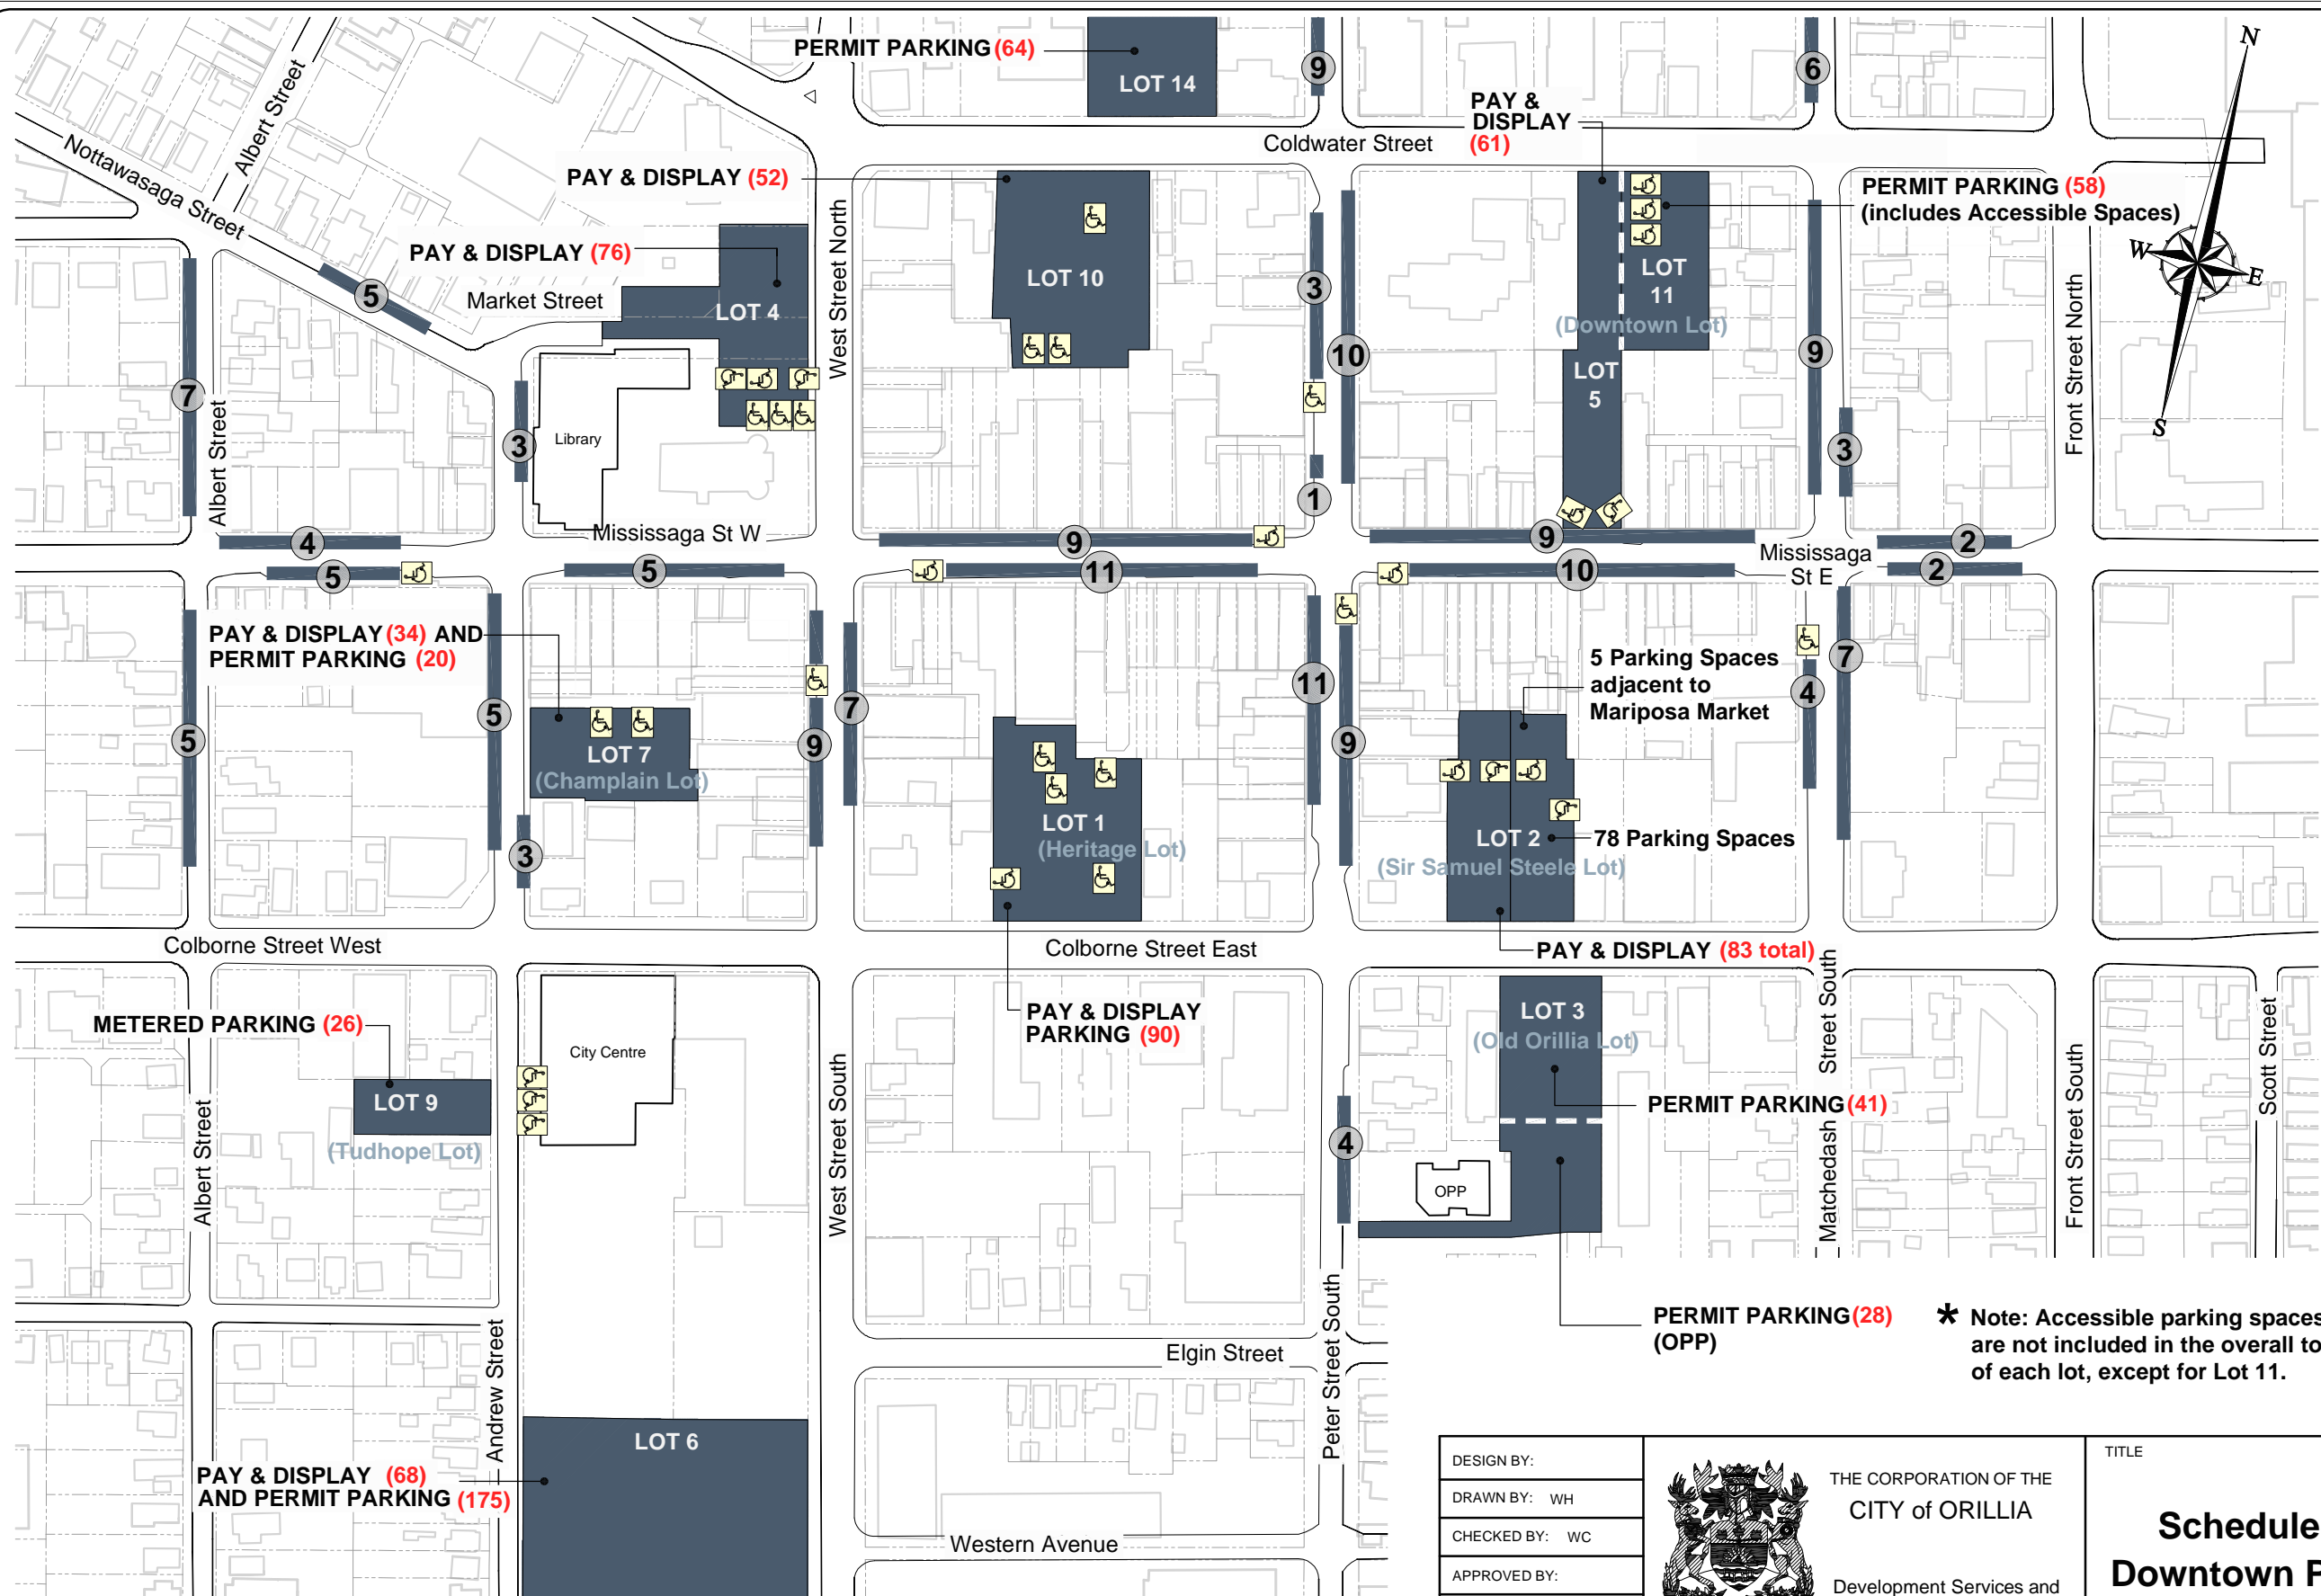 PERMIT PARKING (64)
LOT 14
9
6
N
PAY &
DISPLAY
(61)
Coldwater Street
Albert Street
Nottawasaga Street
PAY & DISPLAY (52)
PERMIT PARKING (58)
(includes Accessible Spaces)
W
E
S
PAY & DISPLAY (76)
West Street North
LOT 10
LOT
11
(Downtown Lot)
5
Market Street
LOT 4
3
10
9
Front Street North
LOT
5
7
Albert Street
3
Library
3
1
Mississaga St W
4
9
9
2
Mississaga
St E
5
5
11
10
2
PAY & DISPLAY (34) AND
PERMIT PARKING (20)
5 Parking Spaces
adjacent to
Mariposa Market
7
11
4
7
5
5
9
9
LOT 7
(Champlain Lot)
LOT 1
(Heritage Lot)
LOT 2
78 Parking Spaces
(Sir Samuel Steele Lot)
3
Colborne Street West
Colborne Street East
PAY & DISPLAY (83 total)
METERED PARKING (26)
PAY & DISPLAY
PARKING (90)
LOT 3
(Old Orillia Lot)
City Centre
LOT 9
(Tudhope Lot)
PERMIT PARKING (41)
Albert Street
West Street South
4
OPP
Matchedash Street South
Front Street South
Scott Street
PERMIT PARKING (28)
(OPP)
* Note: Accessible parking spaces
are not included in the overall to
of each lot, except for Lot 11.
Elgin Street
Andrew Street
Peter Street South
LOT 6
PAY & DISPLAY (68)
AND PERMIT PARKING (175)
Western Avenue
DESIGN BY:
DRAWN BY: WH
CHECKED BY: WC
APPROVED BY:
THE CORPORATION OF THE
CITY of ORILLIA
Development Services and
TITLE
Schedule
Downtown P